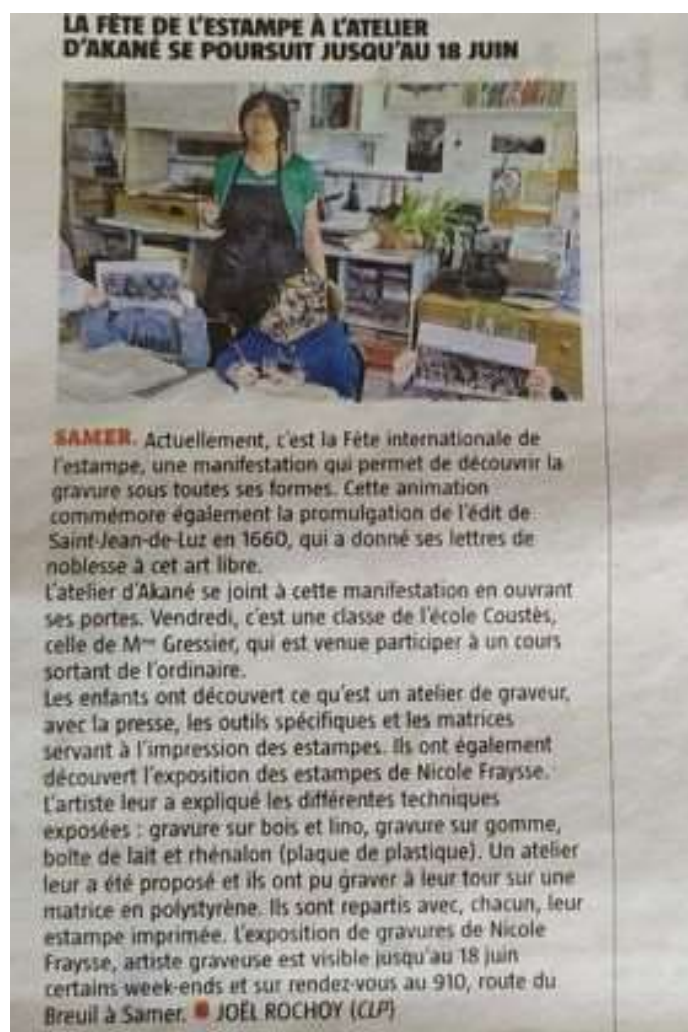 LA FÊTE DE L'ESTAMPE À L'ATELIER
D'AKANÉ SE POURSUIT JUSQU'AU 18 JUIN
SAMER. Actuellement, c'est la Fête internationale de
l'estampe, une manifestation qui permet de découvrir la
gravure sous toutes ses formes. Cette animation
commémore également la promulgation de l'édit de
Saint-Jean-de-Luz en 1660, qui a donné ses lettres de
noblesse à cet art libre.
L'atelier d'Akané se joint à cette manifestation en ouvrant
ses portes. Vendredi, c'est une classe de l'école Coustès,
celle de Mme Gressier, qui est venue participer à un cours
sortant de l'ordinaire.
Les enfants ont découvert ce qu'est un atelier de graveur,
avec la presse, les outils spécifiques et les matrices
servant à l'impression des estampes. Ils ont également
découvert l'exposition des estampes de Nicole Fraysse.
L'artiste leur a expliqué les différentes techniques
exposées : gravure sur bois et lino, gravure sur gomme,
boîte de lait et rhénalon (plaque de plastique). Un atelier
leur a été proposé et ils ont pu graver à leur tour sur une
matrice en polystyrène. Ils sont repartis avec, chacun, leur
estampe imprimée. L'exposition de gravures de Nicole
Fraysse, artiste graveuse est visible jusqu'au 18 juin
certains week-ends et sur rendez-vous au 910, route du
Breuil à Samer. ■ JOËL ROCHOY (CLP)